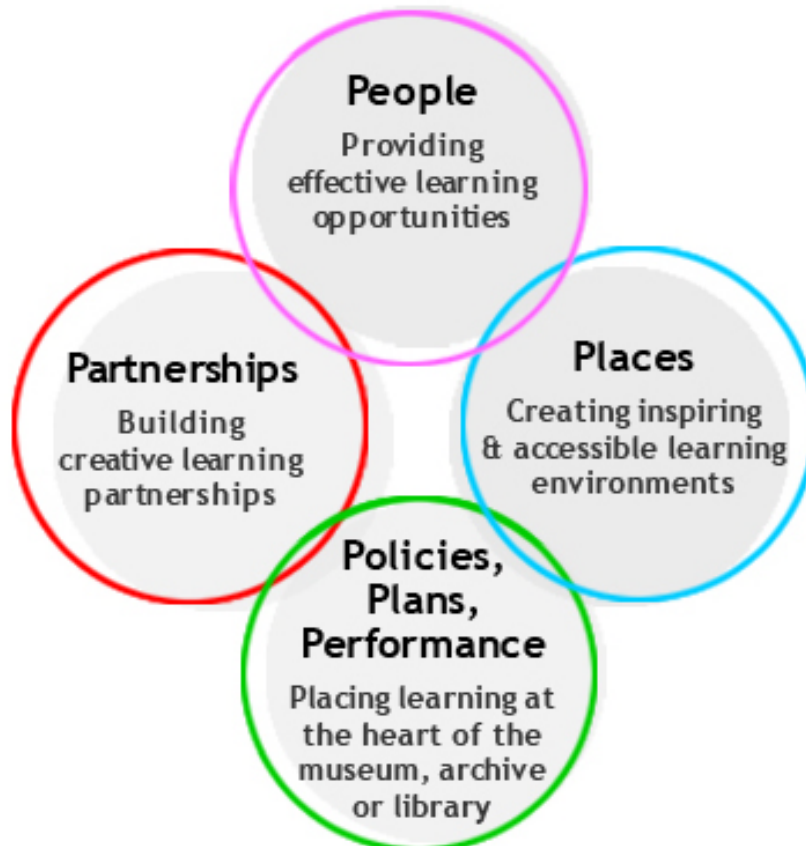 People
Providing
effective learning
opportunities
Partnerships
Building
creative learning
partnerships
Places
Creating inspiring
& accessible learning
environments
Policies,
Plans,
Performance
Placing learning at
the heart of the
museum, archive
or library